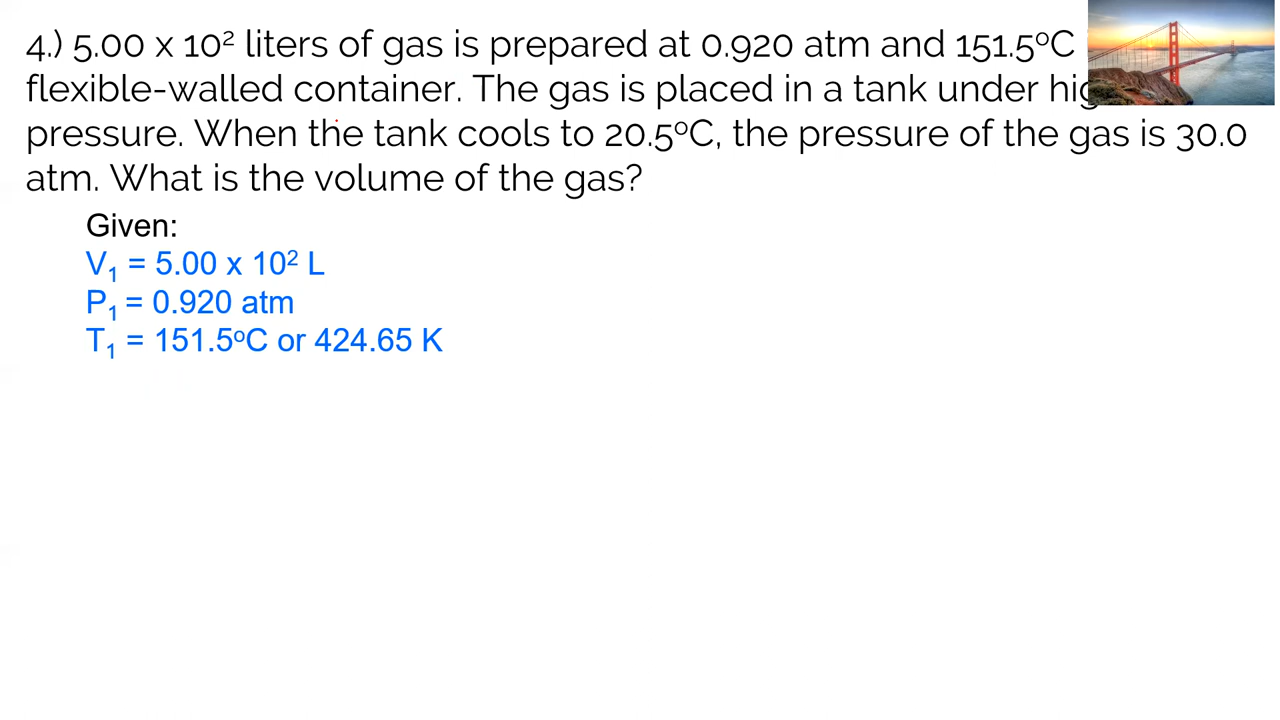 4.) 5.00 x 10² liters of gas is prepared at 0.920 atm and 151.5ºC
flexible-walled container. The gas is placed in a tank under
pressure. When the tank cools to 20.5ºC, the pressure of the gas is 30.0
atm. What is the volume of the gas?
Given:
V₁ = 5.00 x 10² L
P₁ = 0.920 atm
T₁ = 151.5ºC or 424.65 K